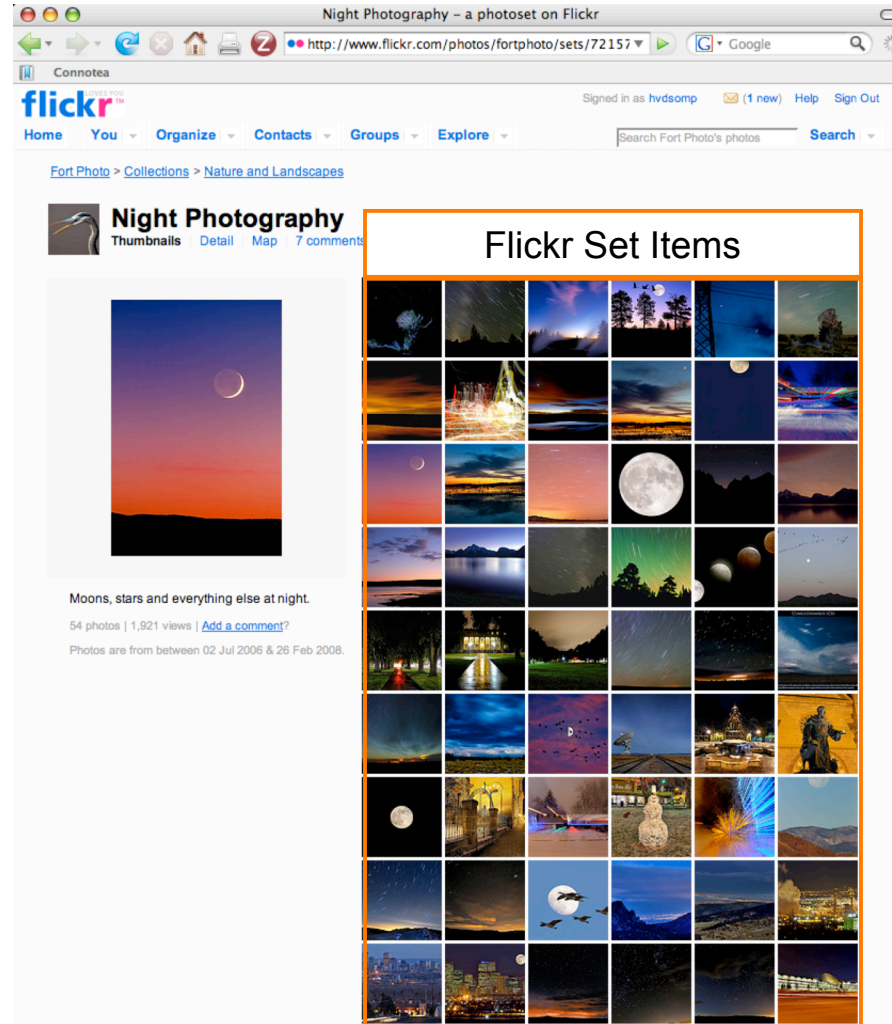 Night Photography – a photoset on Flickr
http://www.flickr.com/photos/fortphoto/sets/72157
G Google
Connotea
LOVES YOU
flickr™
Signed in as hvdsomp (1 new) Help Sign Out
Home You Organize Contacts Groups Explore
Search Fort Photo's photos Search
Fort Photo > Collections > Nature and Landscapes
Night Photography
Thumbnails Detail Map 7 comments
Flickr Set Items
Moons, stars and everything else at night.
54 photos | 1,921 views | Add a comment?
Photos are from between 02 Jul 2006 & 26 Feb 2008.